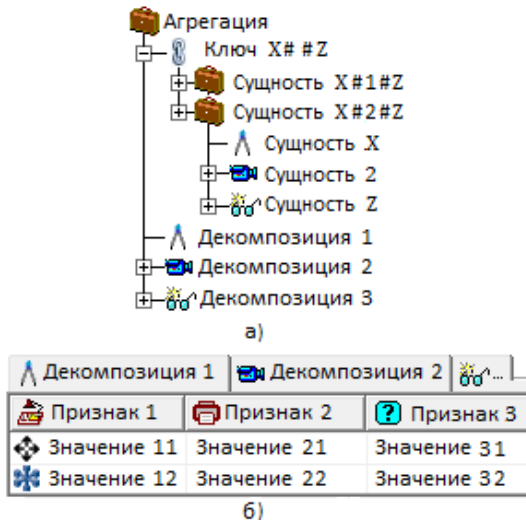 Агрегация
Ключ X# #Z
Сущность X#1#Z
Сущность X#2#Z
Сущность X
Сущность 2
Сущность Z
Декомпозиция 1
Декомпозиция 2
Декомпозиция 3
а)
Декомпозиция 1 Декомпозиция 2 ...
Признак 1 Признак 2 Признак 3
Значение 11 Значение 21 Значение 31
Значение 12 Значение 22 Значение 32
б)